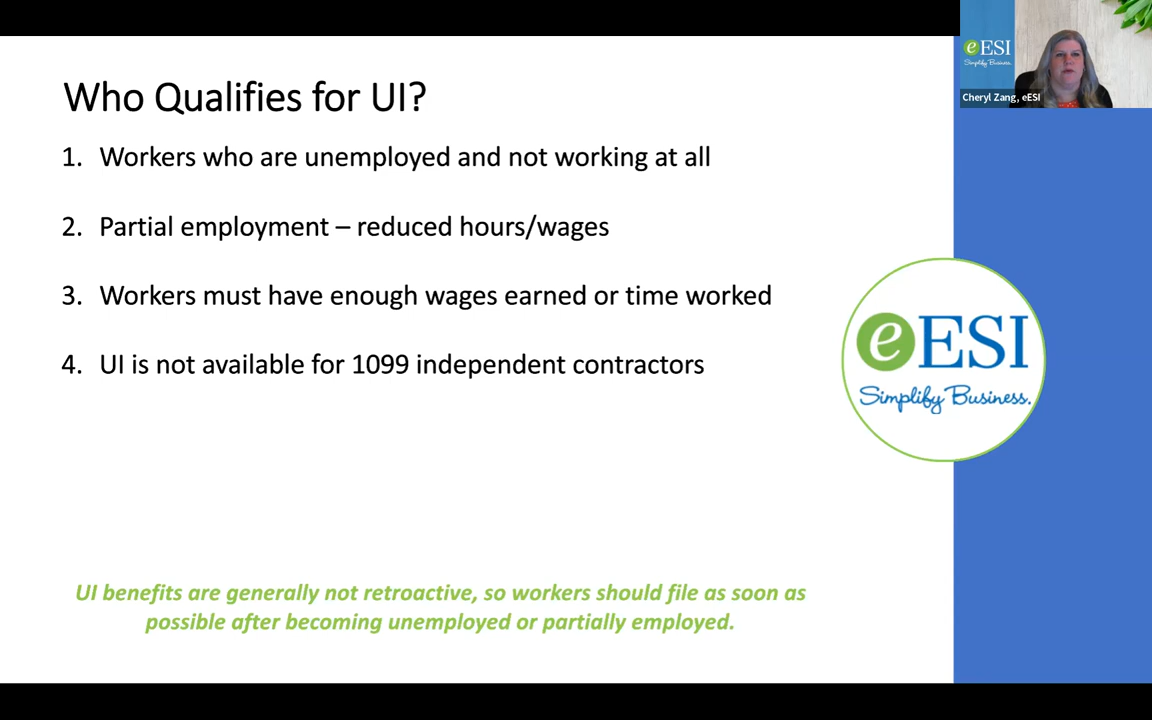 Who Qualifies for UI?
1. Workers who are unemployed and not working at all
2. Partial employment – reduced hours/wages
3. Workers must have enough wages earned or time worked
4. UI is not available for 1099 independent contractors
UI benefits are generally not retroactive, so workers should file as soon as
possible after becoming unemployed or partially employed.
eESI
Simplify Business.
eESI
Simplify Business.
Cheryl Zang, eESI